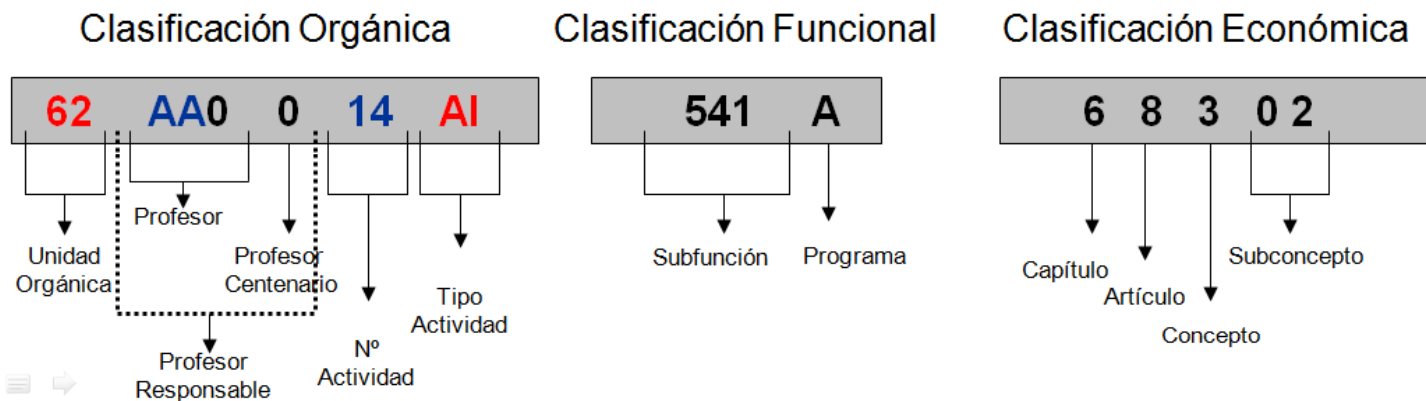 Clasificación Orgánica
62 AA0 0 14 AI
Unidad
Orgánica
Profesor
Profesor
Centenario
Profesor
Responsable
Nº
Actividad
Tipo
Actividad
Clasificación Funcional
541 A
Subfunción
Programa
Clasificación Económica
6 8 3 0 2
Capítulo
Artículo
Concepto
Subconcepto